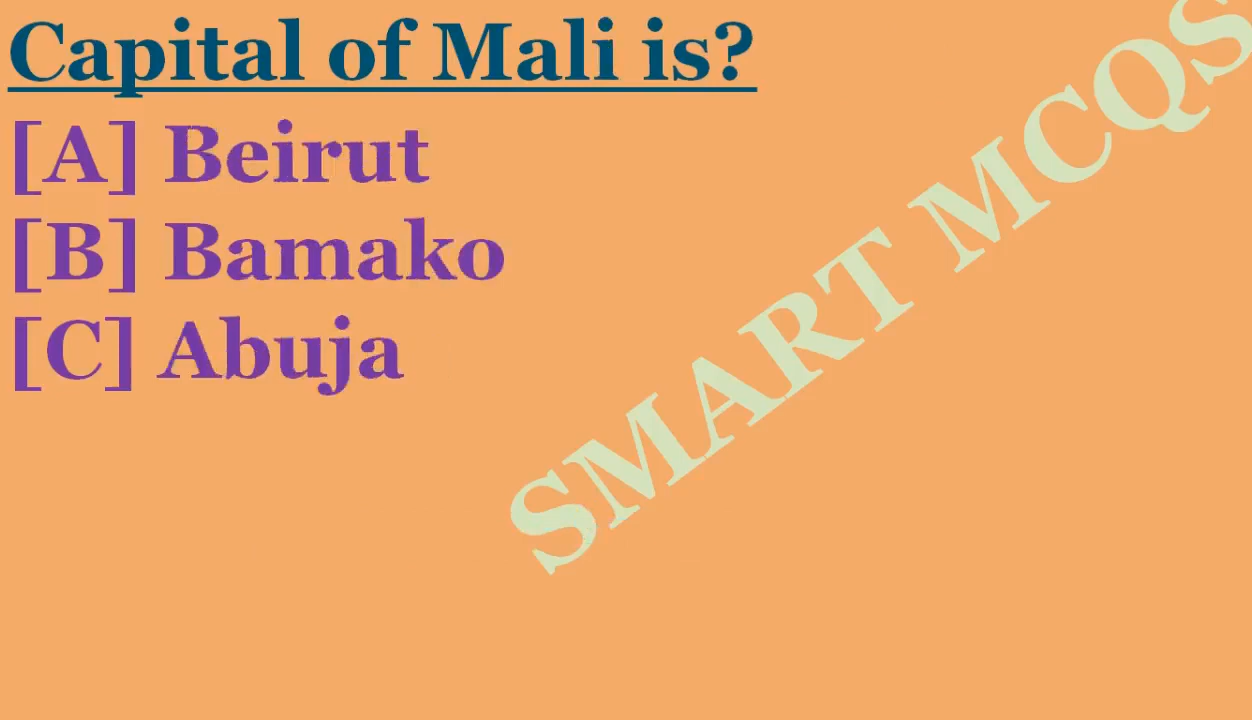 Capital of Mali is?
[A] Beirut
[B] Bamako
[C] Abuja
SMART MCQS